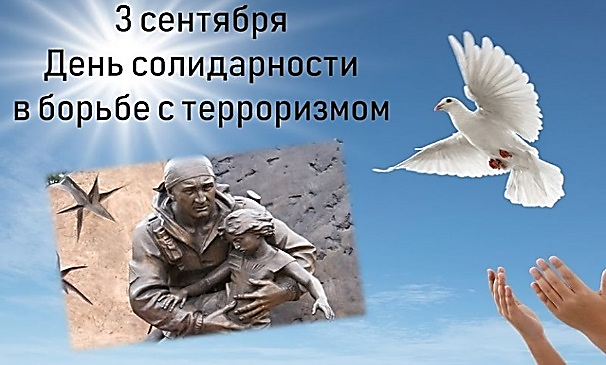 3 сентября
День солидарности
в борьбе с терроризмом